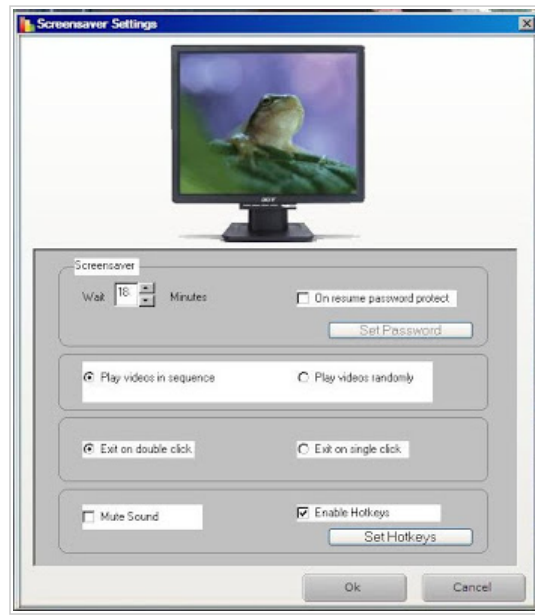 Screensaver Settings
acer
Screensaver
Wait 18 Minutes
On resume password protect
Set Password
Play videos in sequence Play videos randomly
Exit on double click Exit on single click
Mute Sound Enable Hotkeys
Set Hotkeys
Ok Cancel